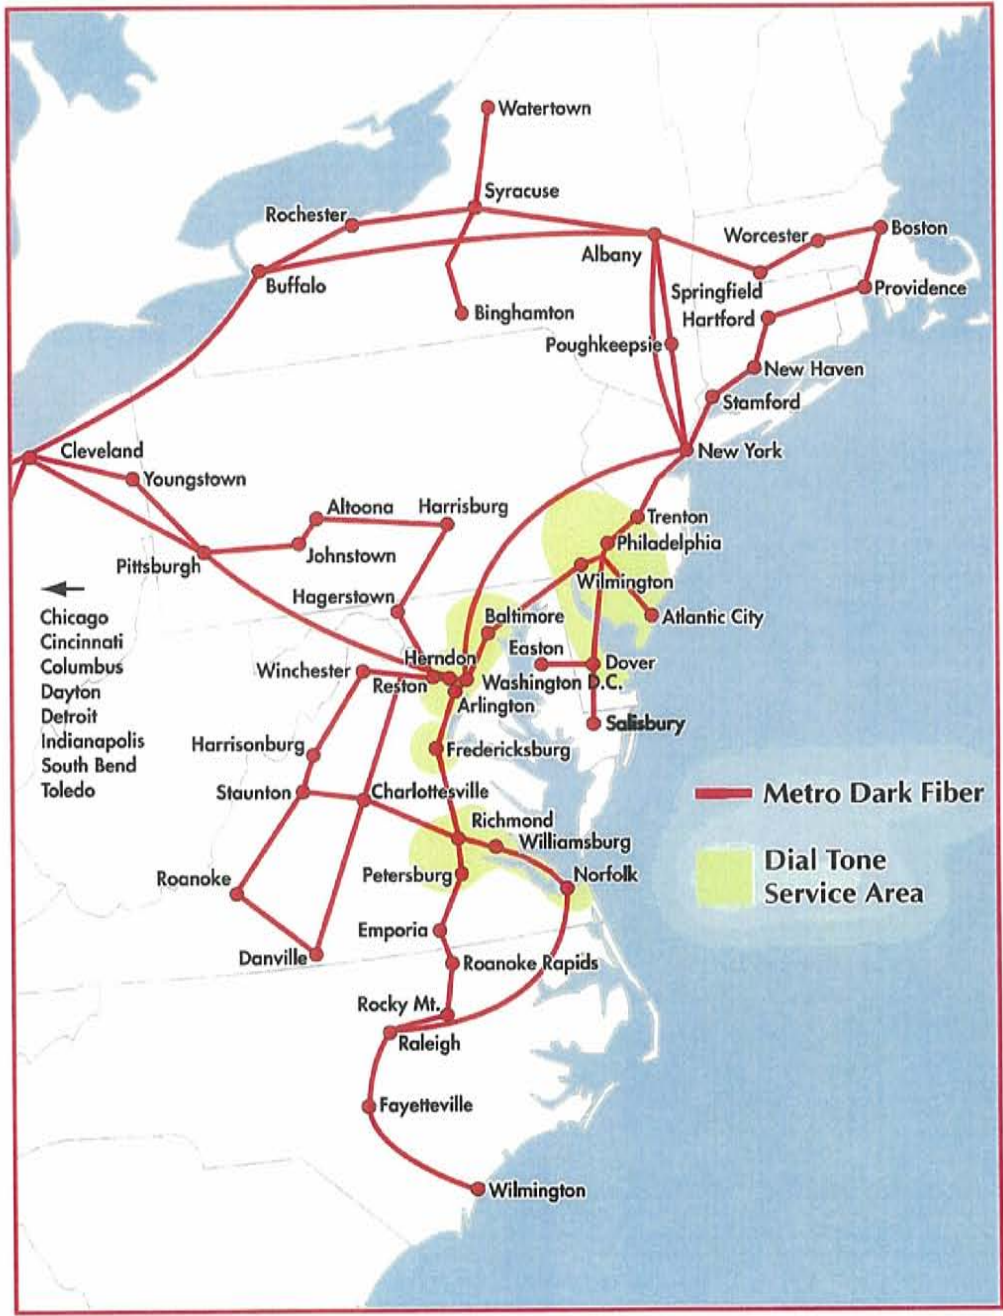 Watertown
Syracuse
Rochester
Albany
Worcester
Boston
Buffalo
Springfield
Providence
Binghamton
Hartford
Poughkeepsie
New Haven
Stamford
Cleveland
New York
Youngstown
Altoona
Harrisburg
Trenton
Johnstown
Philadelphia
Pittsburgh
Wilmington
Hagerstown
Atlantic City
Baltimore
Chicago
Cincinnati
Columbus
Dayton
Detroit
Indianapolis
South Bend
Toledo
Easton
Herndon
Dover
Winchester
Reston
Washington D.C.
Arlington
Salisbury
Harrisonburg
Fredericksburg
Staunton
Charlottesville
Metro Dark Fiber
Richmond
Williamsburg
Dial Tone
Service Area
Petersburg
Norfolk
Roanoke
Emporia
Danville
Roanoke Rapids
Rocky Mt.
Raleigh
Fayetteville
Wilmington